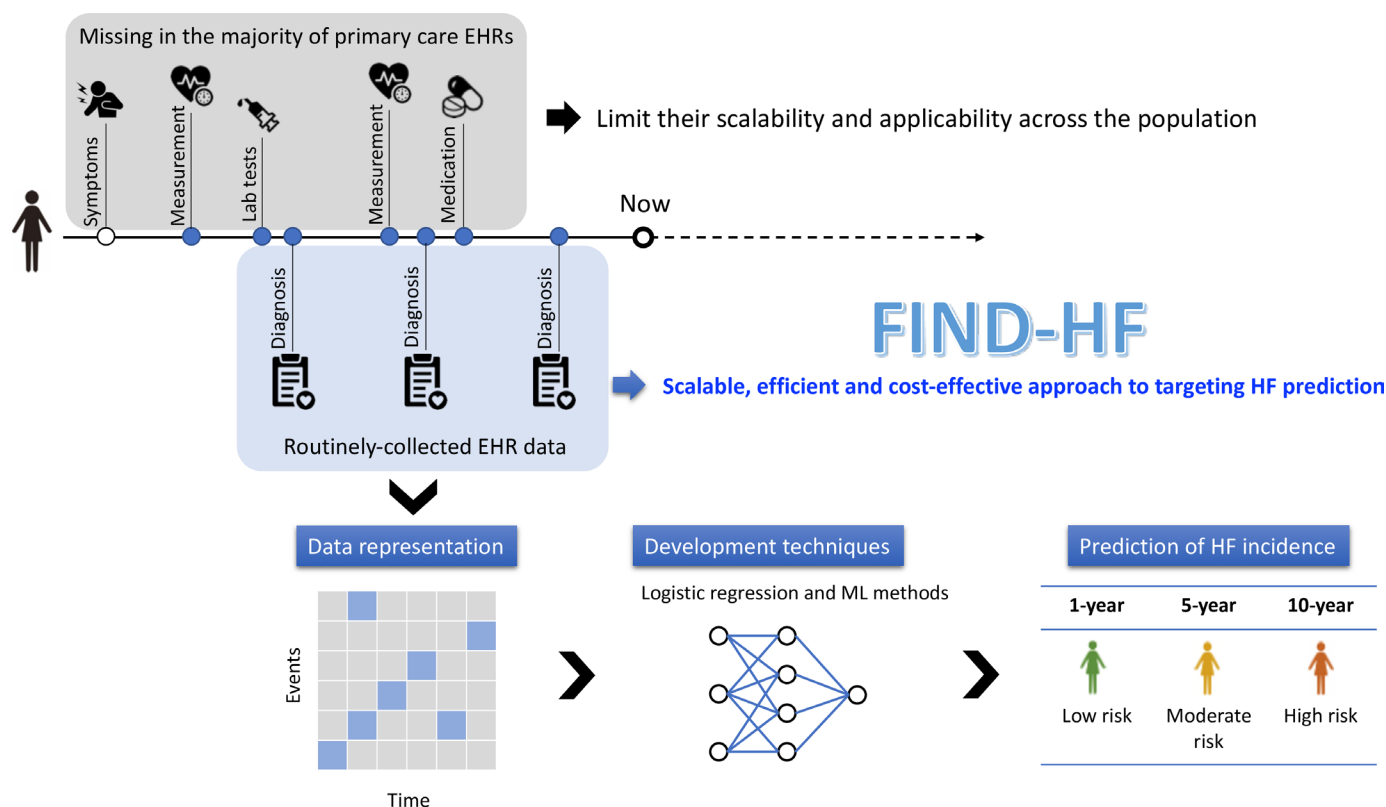 Missing in the majority of primary care EHRs
Symptoms
Measurement
Lab tests
Measurement
Medication
Limit their scalability and applicability across the population
Now
Diagnosis
Diagnosis
Diagnosis
Routinely-collected EHR data
FIND-HF
Scalable, efficient and cost-effective approach to targeting HF prediction
Data representation
Events
Time
Development techniques
Logistic regression and ML methods
Prediction of HF incidence
1-year
5-year
10-year
Low risk
Moderate
risk
High risk